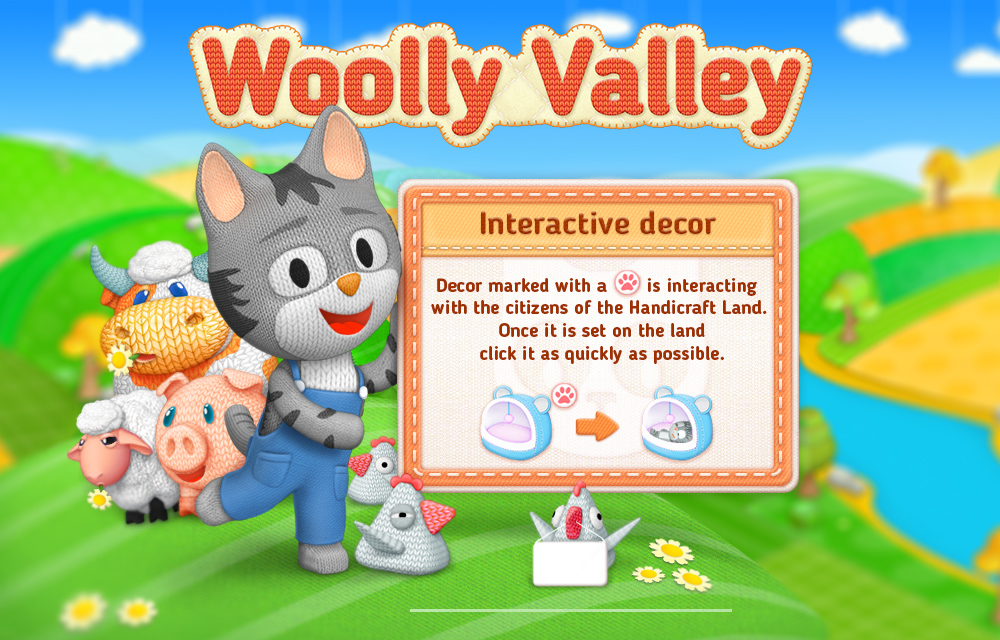 Woolly Valley
Interactive decor
Decor marked with a is interacting
with the citizens of the Handicraft Land.
Once it is set on the land
click it as quickly as possible.